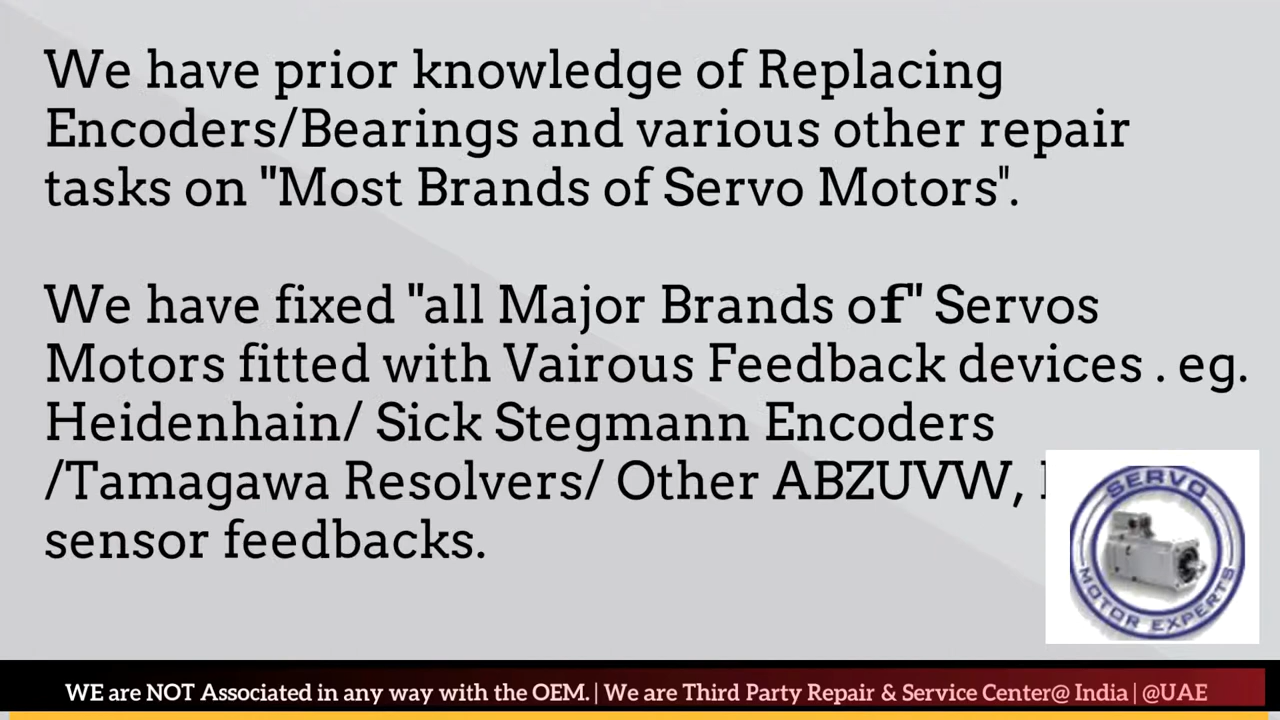 We have prior knowledge of Replacing
Encoders/Bearings and various other repair
tasks on "Most Brands of Servo Motors".
We have fixed "all Major Brands of" Servos
Motors fitted with Vairous Feedback devices . eg.
Heidenhain/ Sick Stegmann Encoders
/Tamagawa Resolvers/ Other ABZUVW,
sensor feedbacks.
SERVO
MOTOR EXPERTS
WE are NOT Associated in any way with the OEM. | We are Third Party Repair & Service Center@ India | @UAE